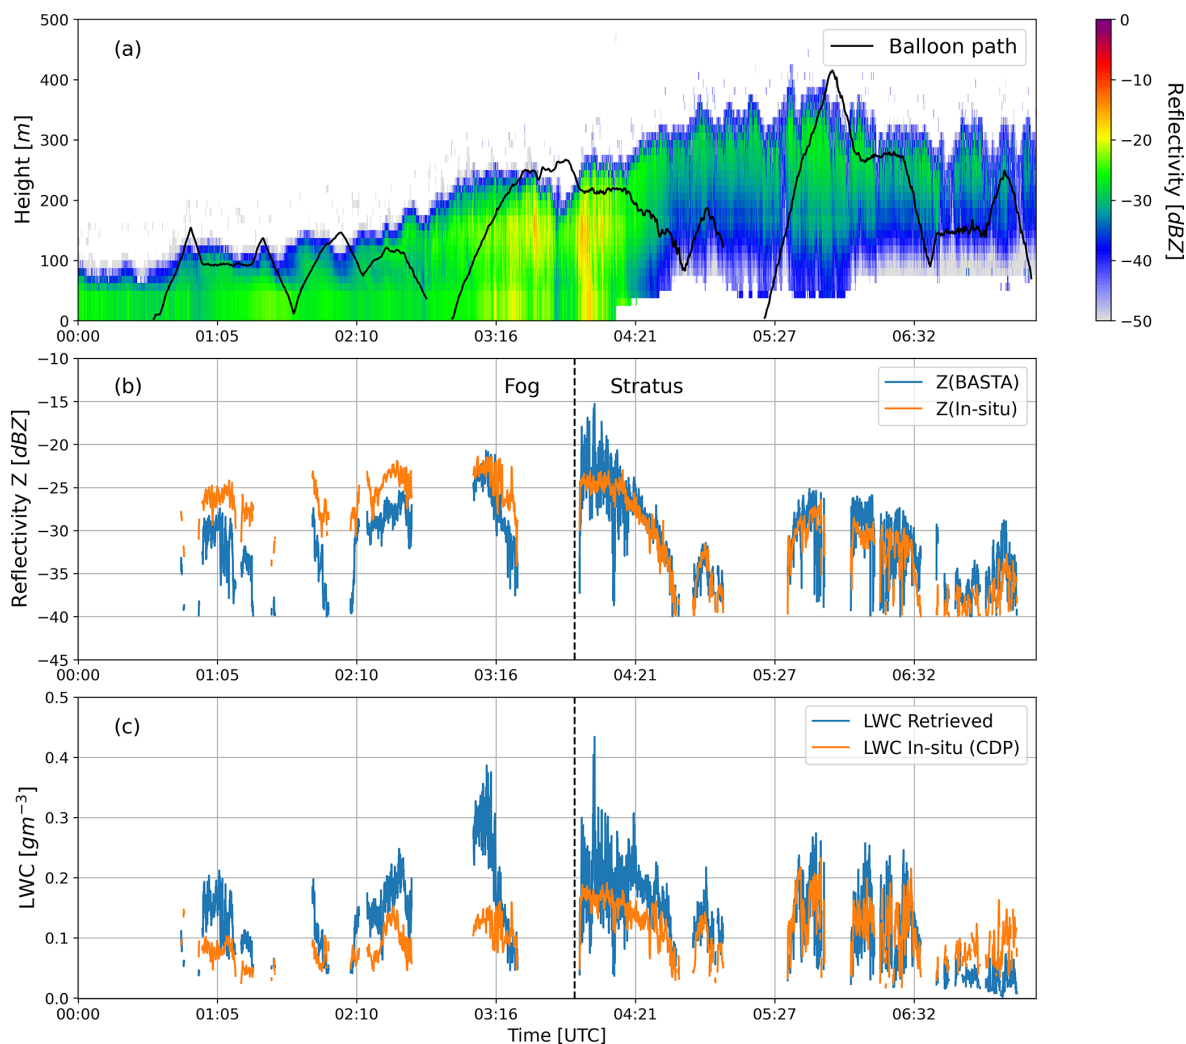 500
400
300
200
100
0
Height [m]
(a)
Balloon path
00:00 01:05 02:10 03:16 04:21 05:27 06:32
0
−10
−20
−30
−40
−50
Reflectivity [dBZ]
−10
−15
−20
−25
−30
−35
−40
−45
Reflectivity Z [dBZ]
(b)
Fog
Stratus
Z(BASTA)
Z(In-situ)
00:00 01:05 02:10 03:16 04:21 05:27 06:32
0.5
0.4
0.3
0.2
0.1
0.0
LWC [gm⁻³]
(c)
LWC Retrieved
LWC In-situ (CDP)
00:00 01:05 02:10 03:16 04:21 05:27 06:32
Time [UTC]